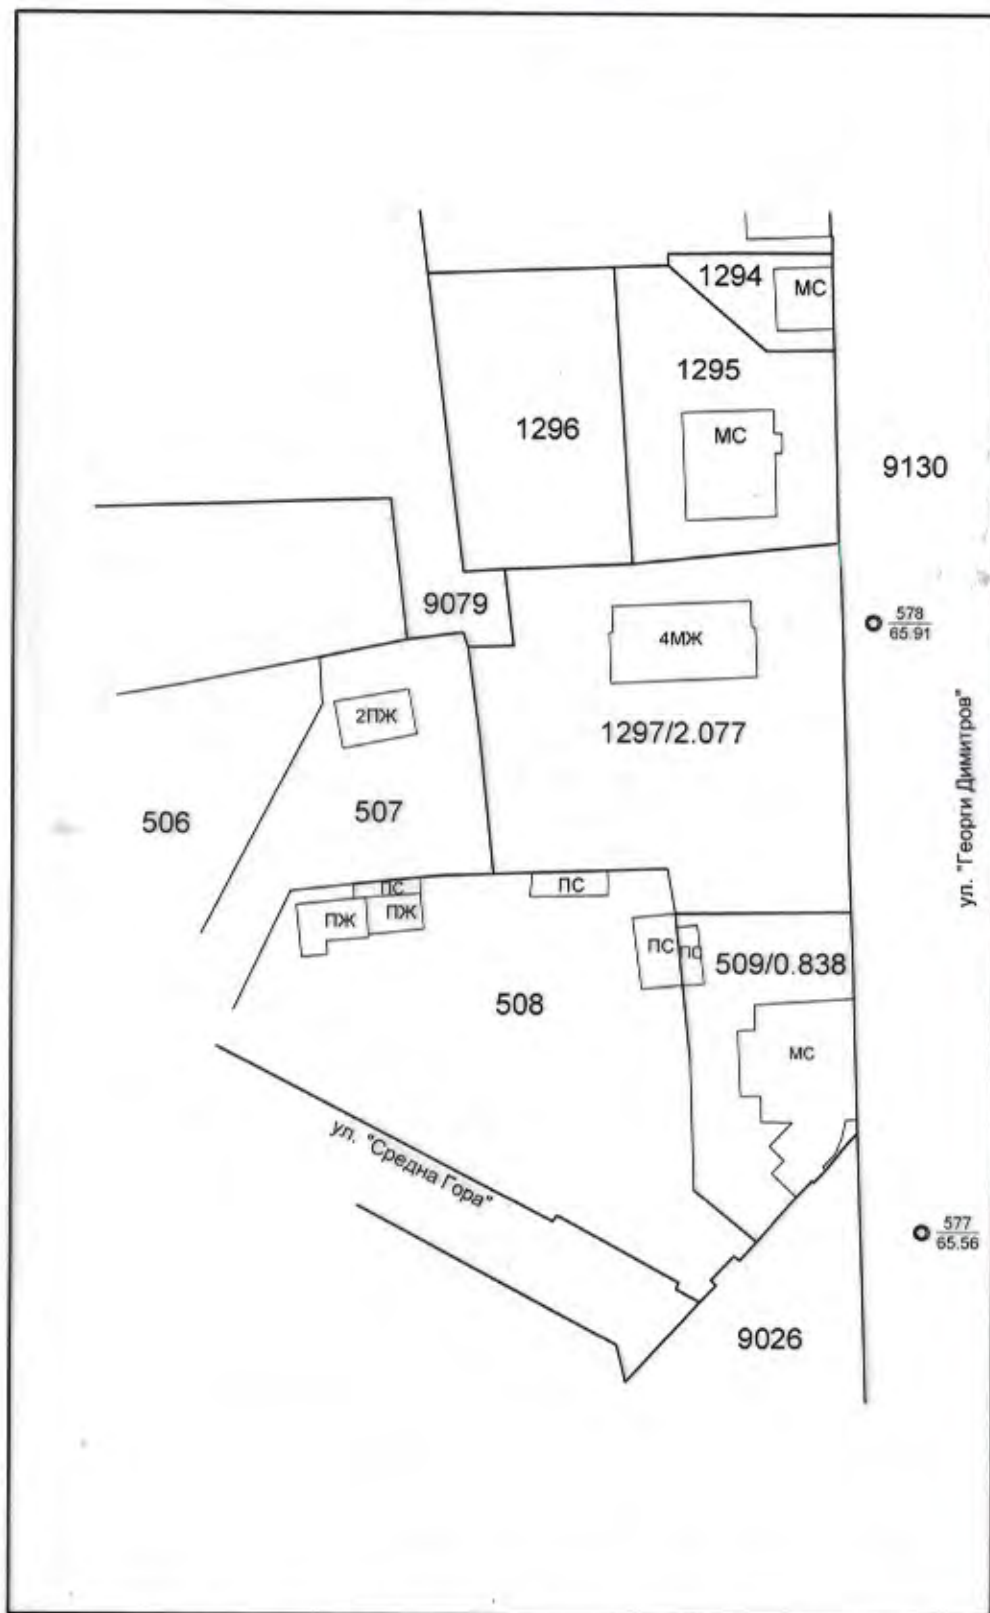 1294
МС
1295
1296
МС
9130
9079
578
65.91
4МЖ
2ПЖ
1297/2.077
ул. "Георги Димитров"
506
507
ПС
ПС
ПЖ
ПЖ
ПС
ПС
509/0.838
508
МС
ул. "Средна Гора"
577
65.56
9026